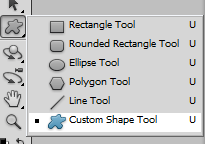 Rectangle Tool U
Rounded Rectangle Tool U
Ellipse Tool U
Polygon Tool U
Line Tool U
Custom Shape Tool U